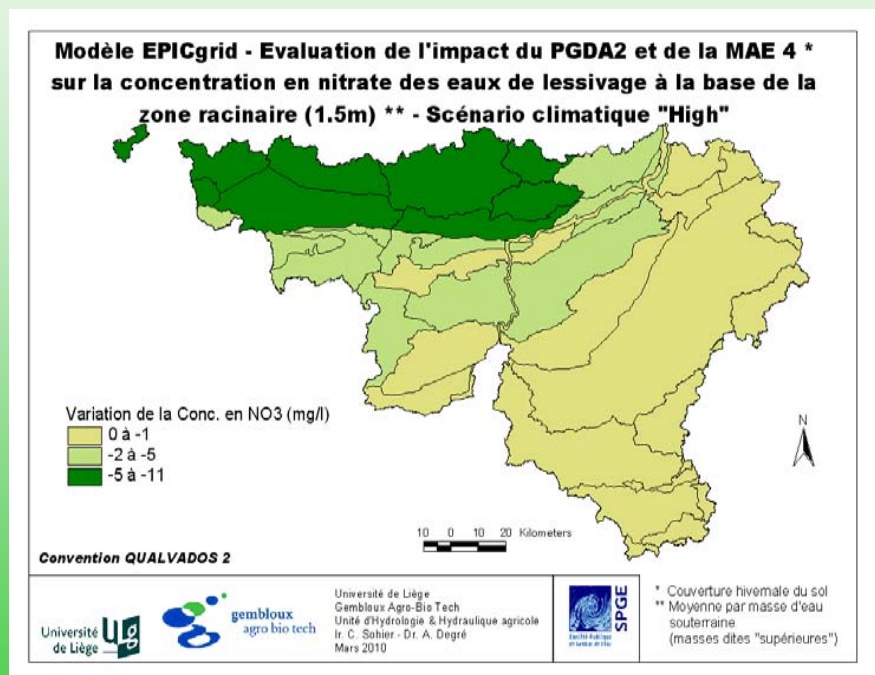 Modèle EPICgrid - Evaluation de l'impact du PGDA2 et de la MAE 4 *
sur la concentration en nitrate des eaux de lessivage à la base de la
zone racinaire (1.5m) ** - Scénario climatique "High"
Variation de la Conc. en NO3 (mg/l)
0 à -1
-2 à -5
-5 à -11
N
10 0 10 20 Kilometers
Convention QUALVADOS 2
Université
de Liège
Ulg
gembloux
agro bio tech
Université de Liège
Gembloux Agro-Bio Tech
Unité d'Hydrologie & Hydraulique agricole
Ir. C. Sohier - Dr. A. Degré
Mars 2010
SPGE
* Couverture hivernale du sol
** Moyenne par masse d'eau
souterraine
(masses dites "supérieures")